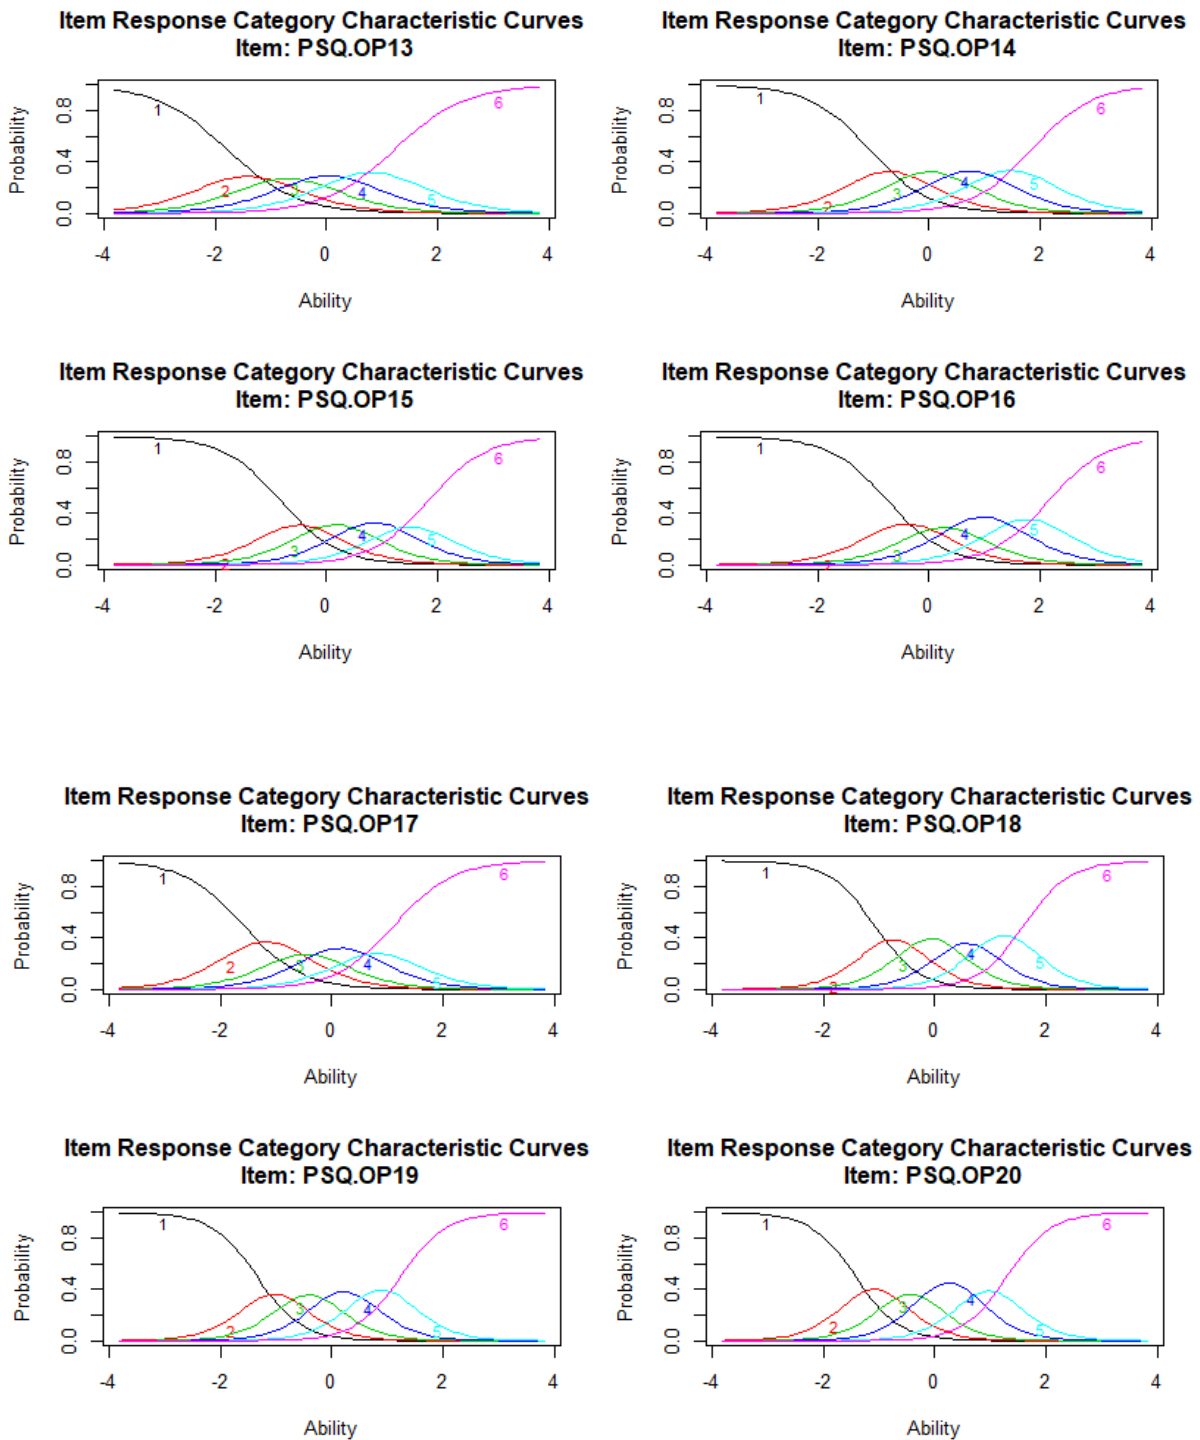 Item Response Category Characteristic Curves
Item: PSQ.OP13
Probability
0.0 0.4 0.8
1 2 3 4 5 6
-4 -2 0 2 4
Ability
Item Response Category Characteristic Curves
Item: PSQ.OP14
Probability
0.0 0.4 0.8
1 2 3 4 5 6
-4 -2 0 2 4
Ability
Item Response Category Characteristic Curves
Item: PSQ.OP15
Probability
0.0 0.4 0.8
1 2 3 4 5 6
-4 -2 0 2 4
Ability
Item Response Category Characteristic Curves
Item: PSQ.OP16
Probability
0.0 0.4 0.8
1 2 3 4 5 6
-4 -2 0 2 4
Ability
Item Response Category Characteristic Curves
Item: PSQ.OP17
Probability
0.0 0.4 0.8
1 2 3 4 5 6
-4 -2 0 2 4
Ability
Item Response Category Characteristic Curves
Item: PSQ.OP18
Probability
0.0 0.4 0.8
1 2 3 4 5 6
-4 -2 0 2 4
Ability
Item Response Category Characteristic Curves
Item: PSQ.OP19
Probability
0.0 0.4 0.8
1 2 3 4 5 6
-4 -2 0 2 4
Ability
Item Response Category Characteristic Curves
Item: PSQ.OP20
Probability
0.0 0.4 0.8
1 2 3 4 5 6
-4 -2 0 2 4
Ability